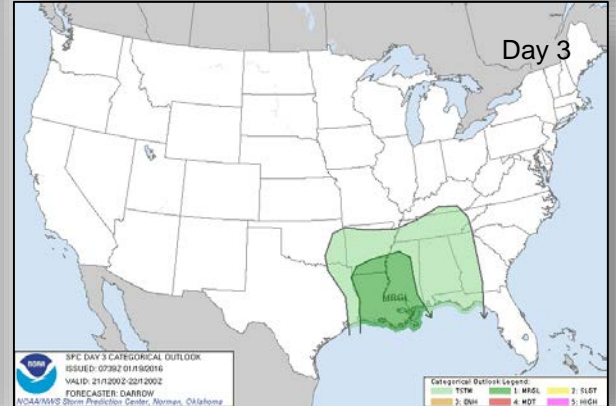 Day 3
MRGL
SPC DAY 3 CATEGORICAL OUTLOOK
ISSUED: 0739Z 01/19/2016
VALID: 21/1200Z-22/1200Z
FORECASTER: DARROW
NOAA/NWS Storm Prediction Center, Norman, Oklahoma
NOAA
Categorical Outlook Legend:
TSTM 1: MRGL 2: SLGT
3: ENH 4: MDT 5: HIGH